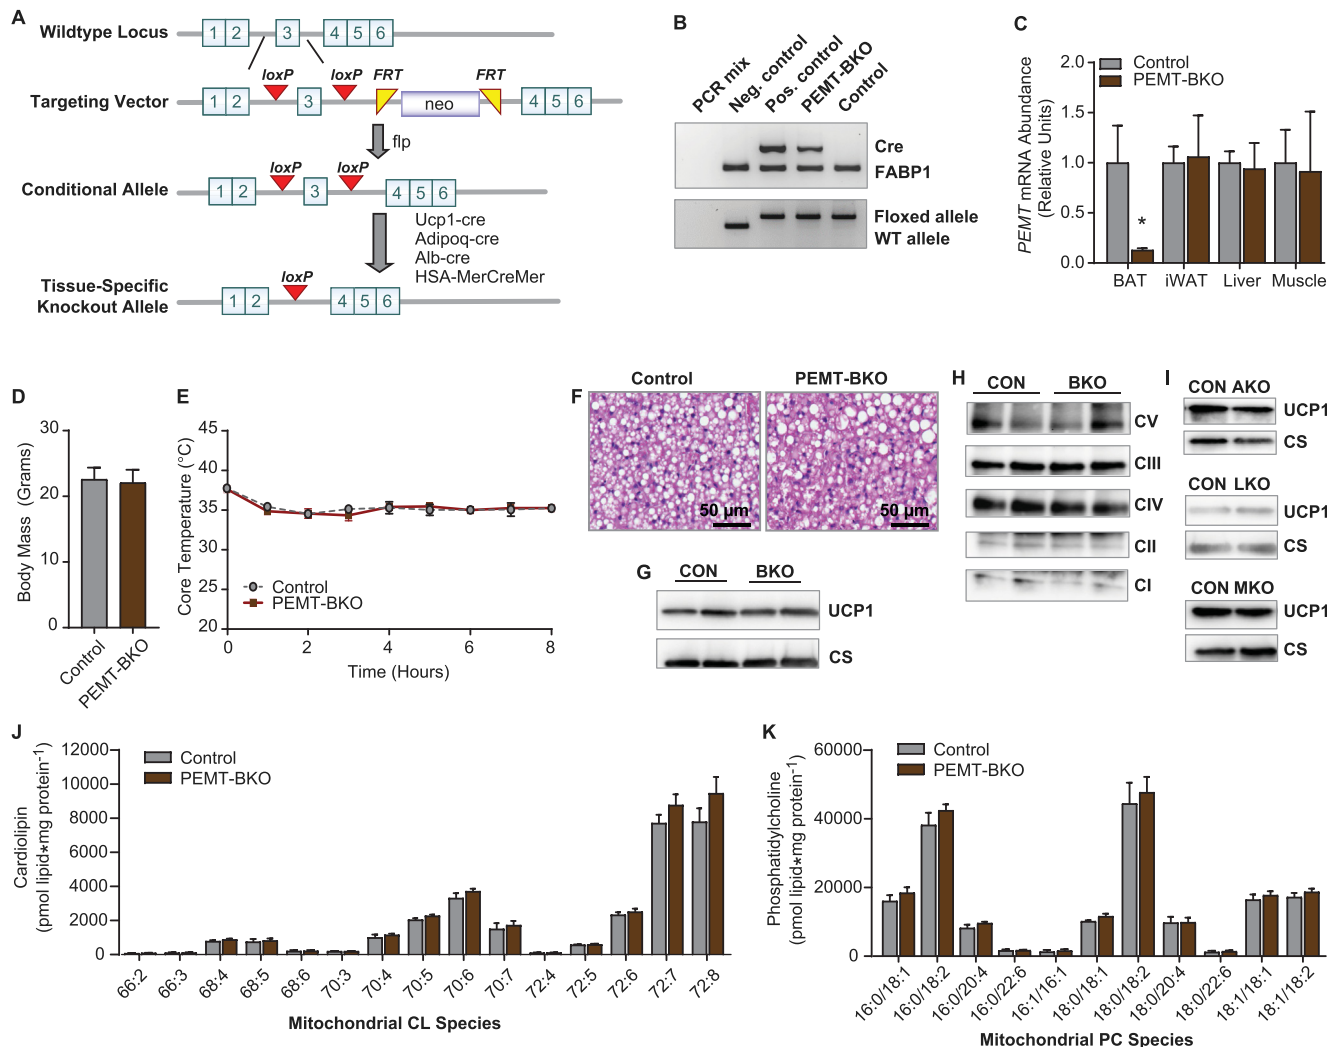 A
Wildtype Locus
1 2 3 4 5 6
loxP loxP FRT FRT
Targeting Vector
1 2 3 neo 4 5 6
flp
loxP loxP
Conditional Allele
1 2 3 4 5 6
Ucp1-cre
Adipoq-cre
Alb-cre
HSA-MerCreMer
loxP
Tissue-Specific
Knockout Allele
1 2 4 5 6
B
PCR mix
Neg. control
Pos. control
PEMT-BKO
Control
Cre
FABP1
Floxed allele
WT allele
C
PEMT mRNA Abundance
(Relative Units)
Control
PEMT-BKO
2.0
1.5
1.0
0.5
0.0
*
BAT iWAT Liver Muscle
D
Body Mass (Grams)
30
20
10
0
Control
PEMT-BKO
E
Core Temperature (°C)
45
40
35
35
30
25
20
Control
PEMT-BKO
0 2 4 6 8
Time (Hours)
F
Control PEMT-BKO
50 µm 50 µm
G
CON BKO
UCP1
CS
H
CON BKO
CV
CIII
CIV
CII
CI
I
CON AKO
UCP1
CS
CON LKO
UCP1
CS
CON MKO
UCP1
CS
J
Cardiolipin
(pmol lipid*mg protein-1)
12000
10000
8000
6000
4000
2000
0
Control
PEMT-BKO
66:2 66:3 68:4 68:5 68:6 70:3 70:4 70:5 70:6 70:7 72:4 72:5 72:6 72:7 72:8
Mitochondrial CL Species
K
Phosphatidylcholine
(pmol lipid*mg protein-1)
60000
40000
20000
0
Control
PEMT-BKO
16:0/18:1 16:0/18:2 16:0/20:4 16:0/22:6 16:1/16:1 18:0/18:1 18:0/18:2 18:0/20:4 18:0/22:6 18:1/18:1 18:1/18:2
Mitochondrial PC Species